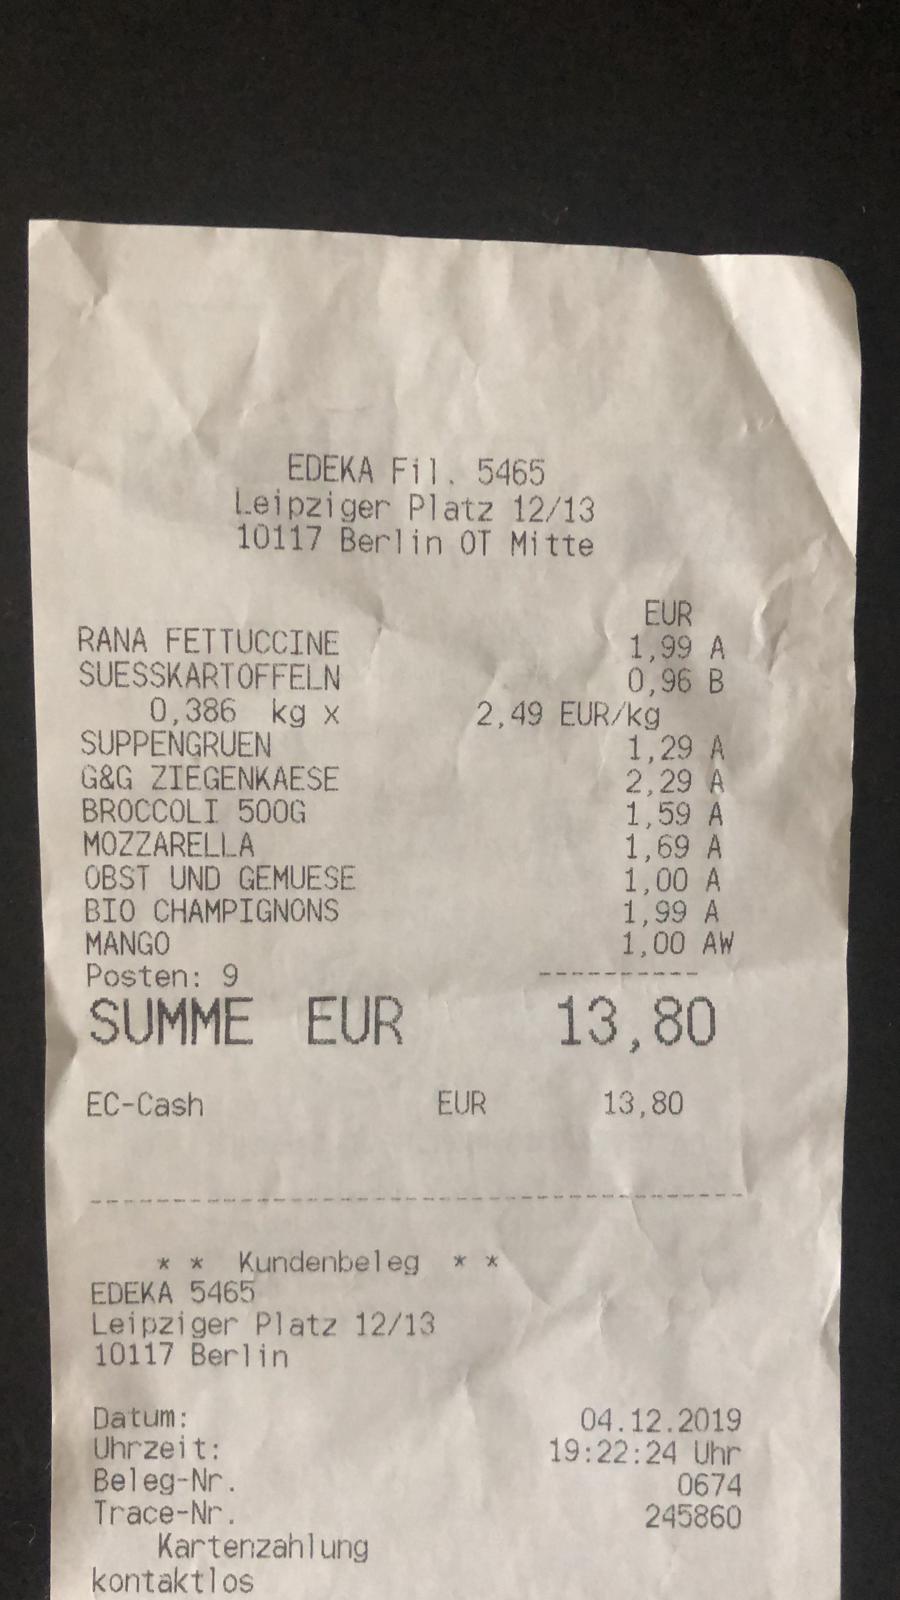 EDEKA Fil. 5465
Leipziger Platz 12/13
10117 Berlin OT Mitte
EUR
RANA FETTUCCINE 1,99 A
SUESSKARTOFFELN 0,96 B
0,386 kg x 2,49 EUR/kg
SUPPENGRUEN 1,29 A
G&G ZIEGENKAESE 2,29 A
BROCCOLI 500G 1,59 A
MOZZARELLA 1,69 A
OBST UND GEMUESE 1,00 A
BIO CHAMPIGNONS 1,99 A
MANGO 1,00 AW
Posten: 9 ----------
SUMME EUR 13,80
EC-Cash EUR 13,80
----------------------------------------
* * Kundenbeleg * *
EDEKA 5465
Leipziger Platz 12/13
10117 Berlin
Datum: 04.12.2019
Uhrzeit: 19:22:24 Uhr
Beleg-Nr. 0674
Trace-Nr. 245860
Kartenzahlung
kontaktlos